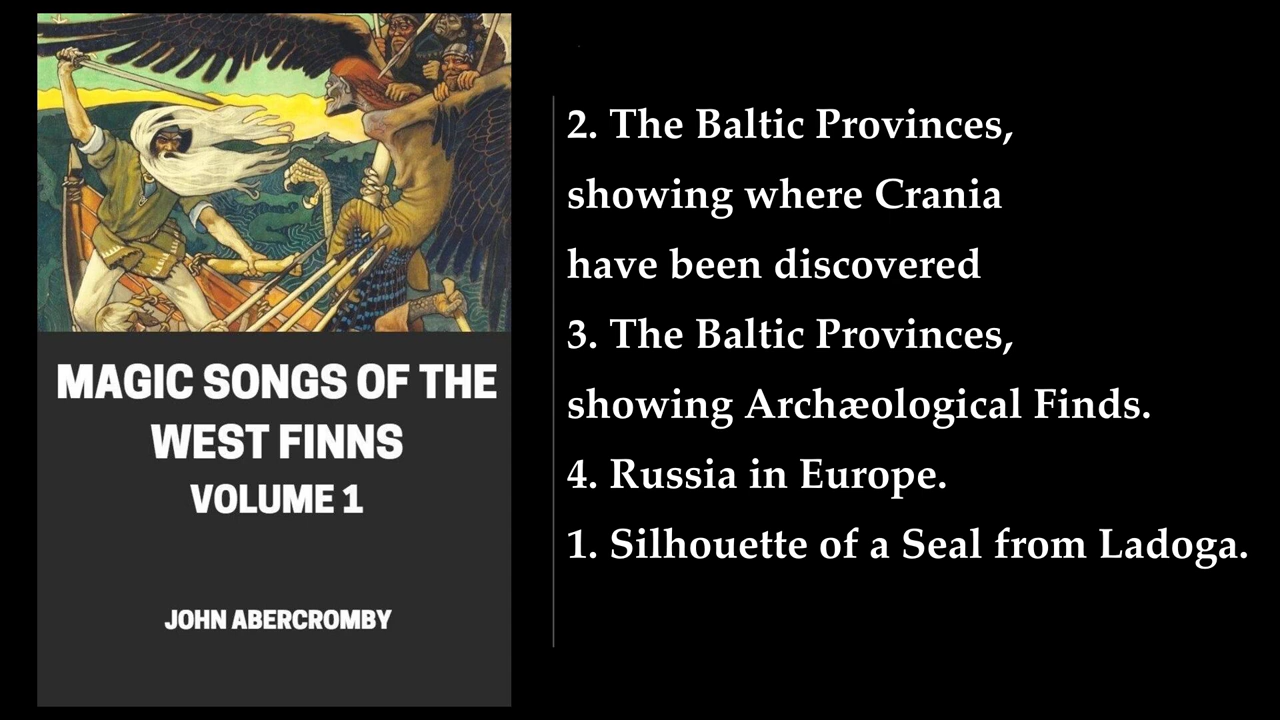 MAGIC SONGS OF THE
WEST FINNS
VOLUME 1
JOHN ABERCROMBY
2. The Baltic Provinces,
showing where Crania
have been discovered
3. The Baltic Provinces,
showing Archæological Finds.
4. Russia in Europe.
1. Silhouette of a Seal from Ladoga.